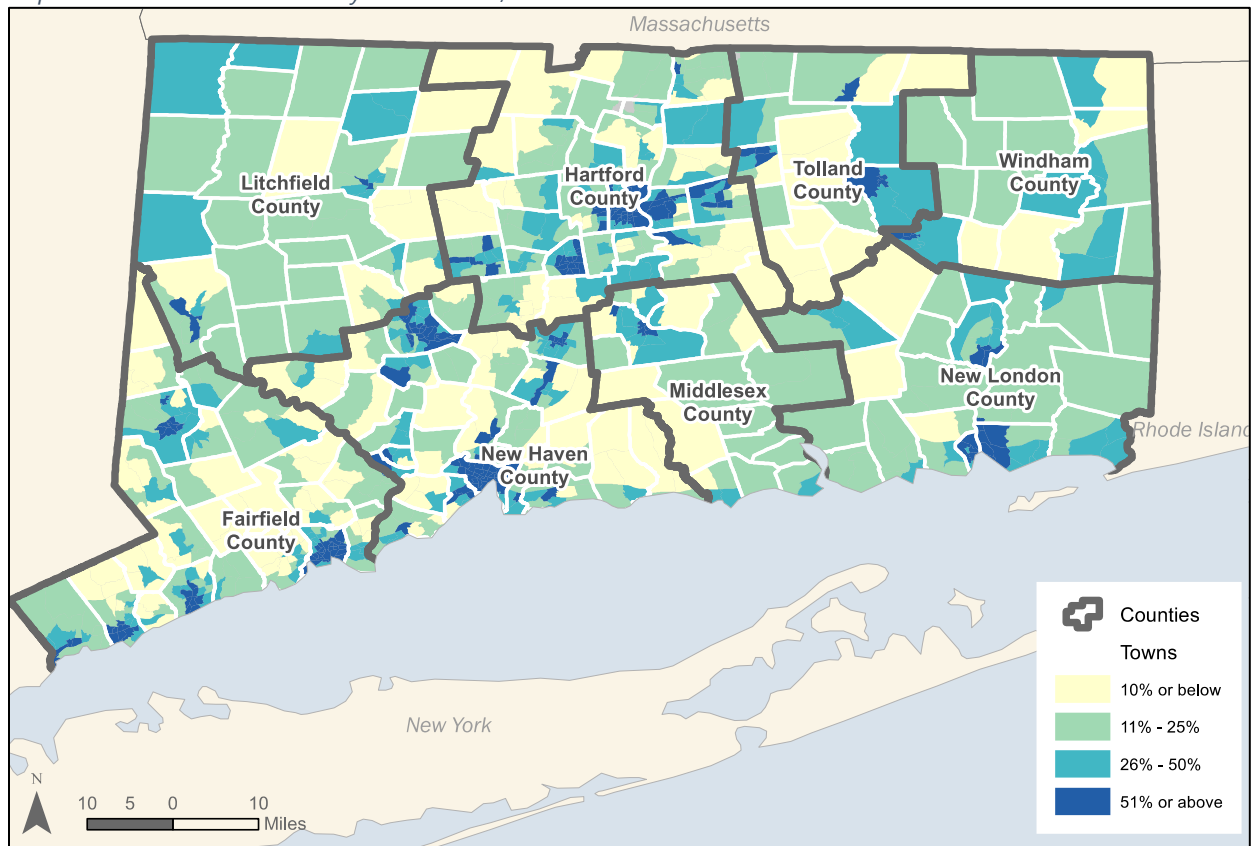 Massachusetts
Litchfield
County
Hartford
County
Tolland
County
Windham
County
Middlesex
County
New London
County
Rhode Island
New Haven
County
Fairfield
County
New York
Counties
Towns
10% or below
11% - 25%
26% - 50%
51% or above
N
10 5 0 10
Miles